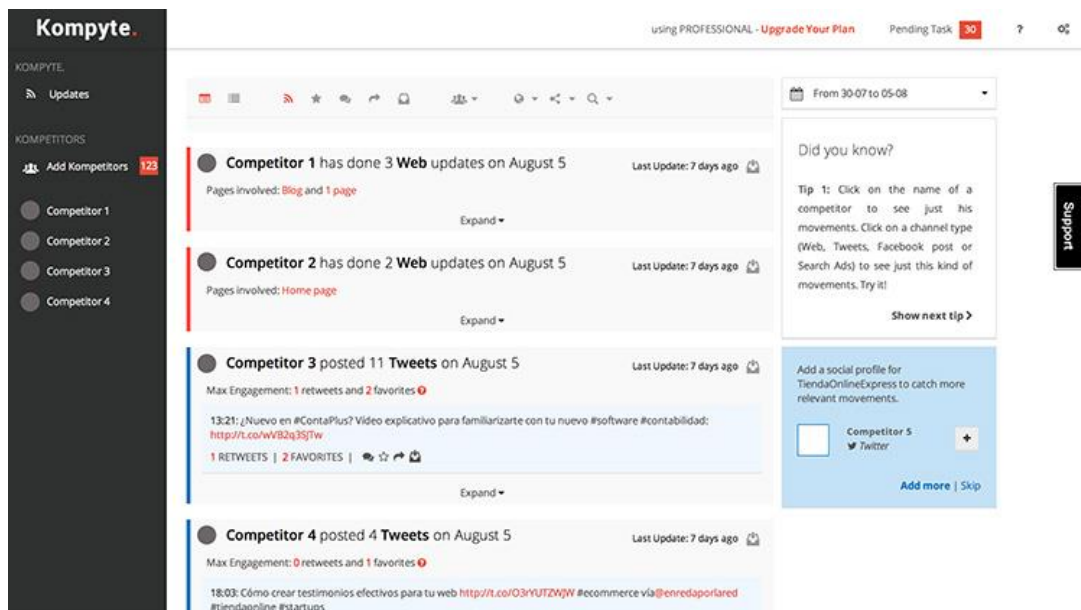 Kompyte.
using PROFESSIONAL - Upgrade Your Plan
Pending Task 30
?
KOMPYTE.
Updates
KOMPETITORS
Add Kompetitors 123
Competitor 1
Competitor 2
Competitor 3
Competitor 4
Competitor 1 has done 3 Web updates on August 5
Last Update: 7 days ago
Pages involved: Blog and 1 page
Expand
Competitor 2 has done 2 Web updates on August 5
Last Update: 7 days ago
Pages involved: Home page
Expand
Competitor 3 posted 11 Tweets on August 5
Last Update: 7 days ago
Max Engagement: 1 retweets and 2 favorites
13:21: ¿Nuevo en #ContaPlus? Vídeo explicativo para familiarizarte con tu nuevo #software #contabilidad:
http://t.co/wVB2q3SJTw
1 RETWEETS | 2 FAVORITES |
Expand
Competitor 4 posted 4 Tweets on August 5
Last Update: 7 days ago
Max Engagement: 0 retweets and 1 favorites
18:03: Cómo crear testimonios efectivos para tu web http://t.co/O3rYUTZWJW #ecommerce vía@enredaporlared
#tiendaonline #startups
From 30-07 to 05-08
Did you know?
Tip 1: Click on the name of a
competitor to see just his
movements. Click on a channel type
(Web, Tweets, Facebook post or
Search Ads) to see just this kind of
movements. Try it!
Show next tip
Add a social profile for
TiendaOnlineExpress to catch more
relevant movements.
Competitor 5
Twitter
+
Add more | Skip
Support